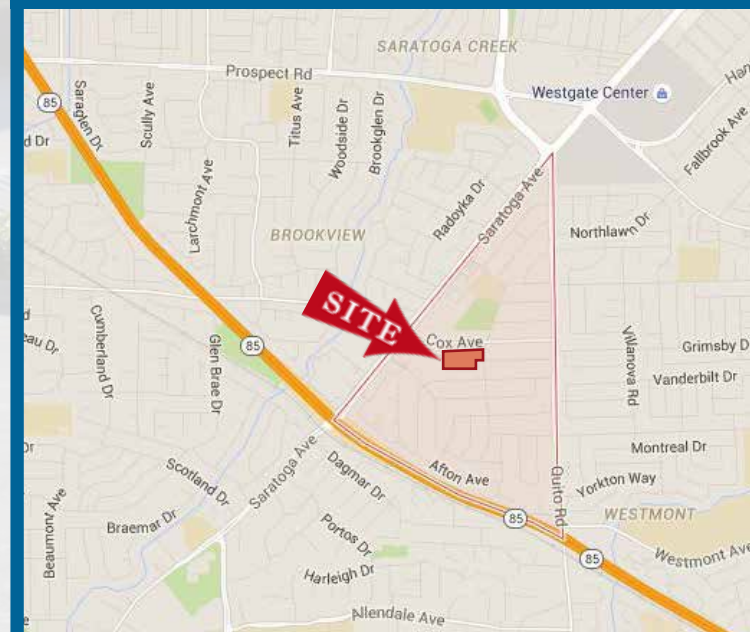 SARATOGA CREEK
Prospect Rd
Westgate Center
85
Saraglen Dr
Scully Ave
Titus Ave
Woodside Dr
Brookglen Dr
Fallbrook Ave
d Dr
Larchmont Ave
Radoyka Dr
Saratoga Ave
Northlawn Dr
BROOKVIEW
SITE
Cox Ave
Cumberland Dr
Glen Brae Dr
85
Villanova Rd
Grimsby D
Vanderbilt Dr
eau Dr
Montreal Dr
Saratoga Ave
Dagmar Dr
Afton Ave
Quito Rd
Yorkton Way
Scotland Dr
85
WESTMONT
Beaumont Ave
Braemar Dr
Portos Dr
85
Westmont Ave
Harleigh Dr
Allendale Ave